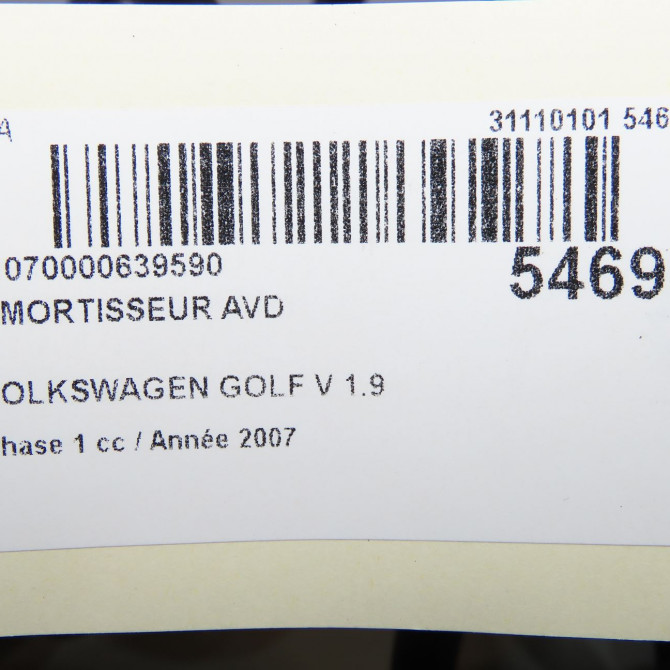 A 31110101 546
070000639590 5469
MORTISSEUR AVD
OLKSWAGEN GOLF V 1.9
hase 1 cc / Année 2007